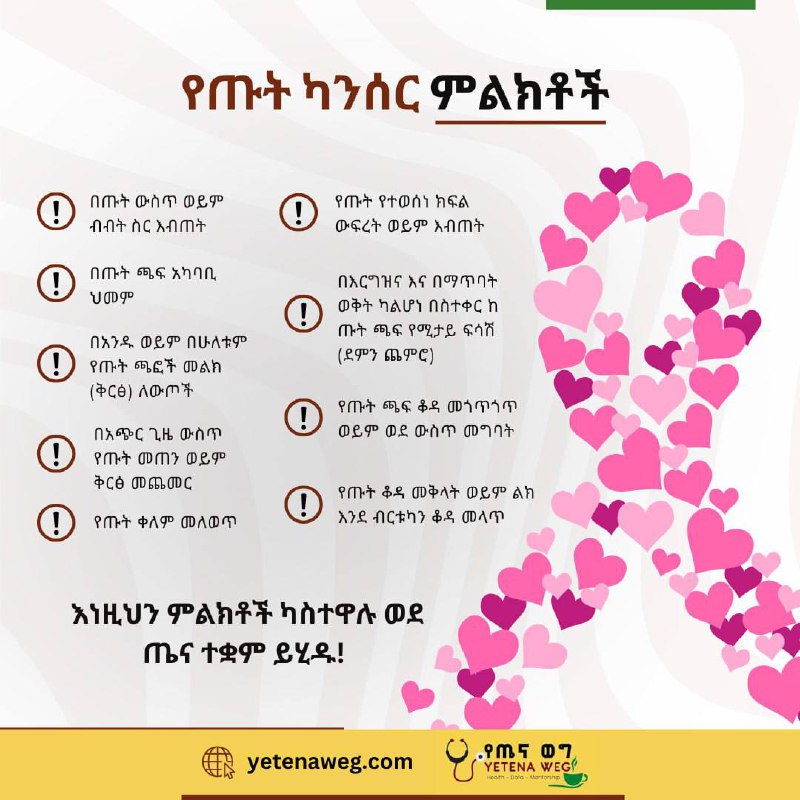 የጡት ካንሰር ምልክቶች
በጡት ውስጥ ወይም
ብብት ስር እብጠት
በጡት ጫፍ አካባቢ
ህመም
በአንዱ ወይም በሁለቱም
የጡት ጫፎች መልክ
(ቅርፅ) ለውጦች
በአጭር ጊዜ ውስጥ
የጡት መጠን ወይም
ቅርፅ መጨመር
የጡት ቀለም መለወጥ
የጡት የተወሰነ ክፍል
ውፍረት ወይም እብጠት
በእርግዝና እና በማጥባት
ወቅት ካልሆነ በስተቀር ከ
ጡት ጫፍ የሚታይ ፍሳሽ
(ደምን ጨምሮ)
የጡት ጫፍ ቆዳ መጎጥጎጥ
ወይም ወደ ውስጥ መግባት
የጡት ቆዳ መቅላት ወይም ልክ
እንደ ብርቱካን ቆዳ መላጥ
እነዚህን ምልክቶች ካስተዋሉ ወደ
ጤና ተቋም ይሂዱ!
yetenaweg.com
የጤና ወግ
YETENA WEG
Health - Data - Mentorship